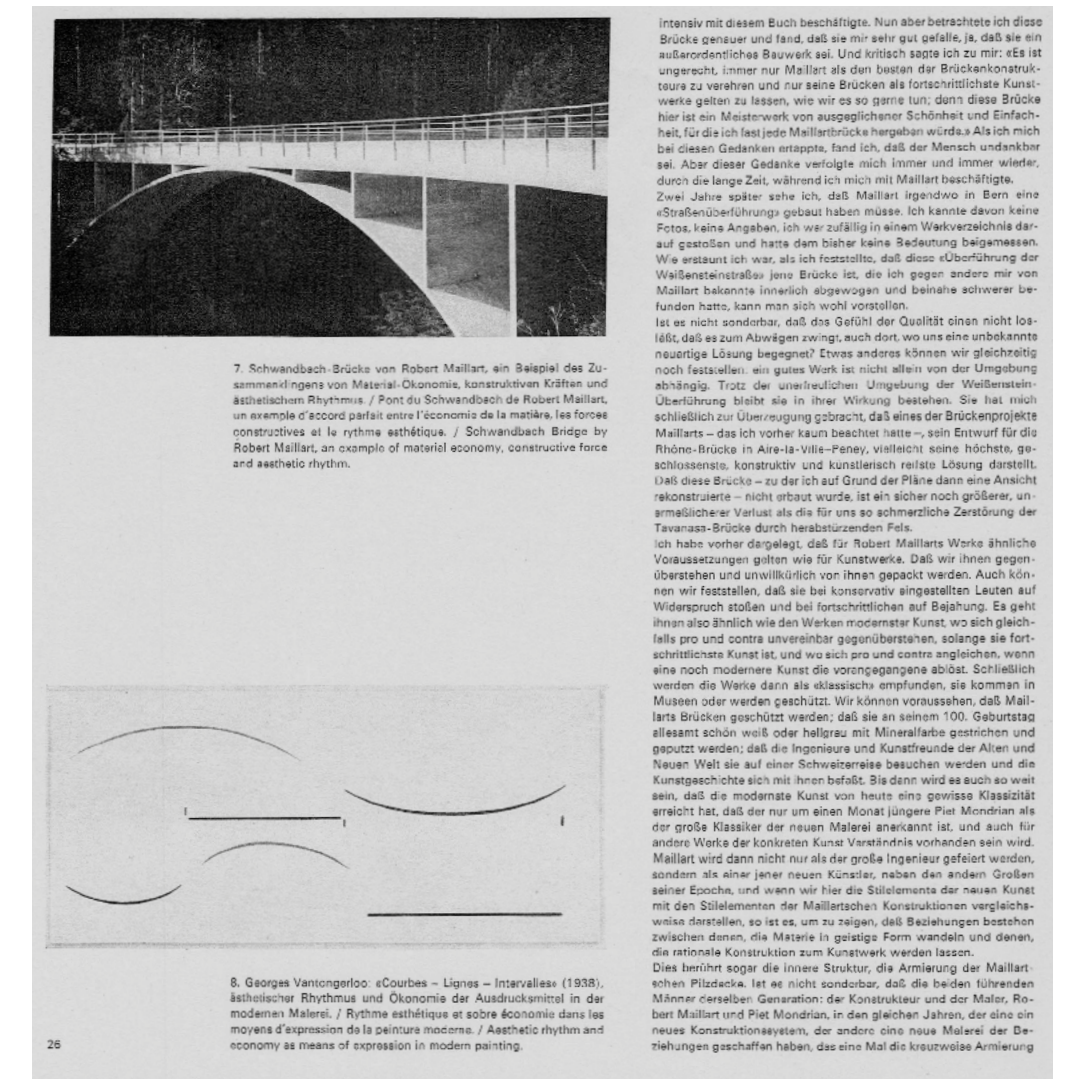 7. Schwandbach-Brücke von Robert Maillart, ein Beispiel des Zu-
sammenklingens von Material-Ökonomie, konstruktiven Kräften und
ästhetischem Rhythmus. / Pont du Schwandbach de Robert Maillart,
un exemple d'accord parfait entre l'économie de la matière, les forces
constructives et le rythme esthétique. / Schwandbach Bridge by
Robert Maillart, an example of material economy, constructive force
and aesthetic rhythm.
8. Georges Vantongerloo: «Courbes – Lignes – Intervalles» (1938),
ästhetischer Rhythmus und Ökonomie der Ausdrucksmittel in der
modernen Malerei. / Rythme esthétique et sobre économie dans les
moyens d'expression de la peinture moderne. / Aesthetic rhythm and
economy as means of expression in modern painting.
26
intensiv mit diesem Buch beschäftigte. Nun aber betrachtete ich diese
Brücke genauer und fand, daß sie mir sehr gut gefalle, ja, daß sie ein
außerordentliches Bauwerk sei. Und kritisch sagte ich zu mir: «Es ist
ungerecht, immer nur Maillart als den besten der Brückenkonstruk-
teure zu verehren und nur seine Brücken als fortschrittlichste Kunst-
werke gelten zu lassen, wie wir es so gerne tun; denn diese Brücke
hier ist ein Meisterwerk von ausgeglichener Schönheit und Einfach-
heit, für die ich fast jede Maillartbrücke hergeben würde.» Als ich mich
bei diesen Gedanken ertappte, fand ich, daß der Mensch undankbar
sei. Aber dieser Gedanke verfolgte mich immer und immer wieder,
durch die lange Zeit, während ich mich mit Maillart beschäftigte.
Zwei Jahre später sehe ich, daß Maillart irgendwo in Bern eine
«Straßenüberführung» gebaut haben müsse. Ich kannte davon keine
Fotos, keine Angaben, ich war zufällig in einem Werkverzeichnis dar-
auf gestoßen und hatte dem bisher keine Bedeutung beigemessen.
Wie erstaunt ich war, als ich feststellte, daß diese «Überführung der
Weißensteinstraße» jene Brücke ist, die ich gegen andere mir von
Maillart bekannte innerlich abgewogen und beinahe schwerer be-
funden hatte, kann man sich wohl vorstellen.
Ist es nicht sonderbar, daß das Gefühl der Qualität einen nicht los-
läßt, daß es zum Abwägen zwingt, auch dort, wo uns eine unbekannte
neuartige Lösung begegnet? Etwas anderes können wir gleichzeitig
noch feststellen: ein gutes Werk ist nicht allein von der Umgebung
abhängig. Trotz der unerfreulichen Umgebung der Weißenstein-
Überführung bleibt sie in ihrer Wirkung bestehen. Sie hat mich
schließlich zur Überzeugung gebracht, daß eines der Brückenprojekte
Maillarts – das ich vorher kaum beachtet hatte –, sein Entwurf für die
Rhône-Brücke in Aire-la-Ville–Peney, vielleicht seine höchste, ge-
schlossenste, konstruktiv und künstlerisch reifste Lösung darstellt.
Daß diese Brücke – zu der ich auf Grund der Pläne dann eine Ansicht
rekonstruierte – nicht erbaut wurde, ist ein sicher noch größerer, un-
ermeßlicherer Verlust als die für uns so schmerzliche Zerstörung der
Tavanasa-Brücke durch herabstürzenden Fels.
Ich habe vorher dargelegt, daß für Robert Maillarts Werke ähnliche
Voraussetzungen gelten wie für Kunstwerke. Daß wir ihnen gegen-
überstehen und unwillkürlich von ihnen gepackt werden. Auch kön-
nen wir feststellen, daß sie bei konservativ eingestellten Leuten auf
Widerspruch stoßen und bei fortschrittlichen auf Bejahung. Es geht
ihnen also ähnlich wie den Werken modernster Kunst, wo sich gleich-
falls pro und contra unvereinbar gegenüberstehen, solange sie fort-
schrittlichste Kunst ist, und wo sich pro und contra angleichen, wenn
eine noch modernere Kunst die vorangegangene ablöst. Schließlich
werden die Werke dann als «klassisch» empfunden, sie kommen in
Museen oder werden geschützt. Wir können voraussehen, daß Mail-
larts Brücken geschützt werden; daß sie an seinem 100. Geburtstag
allesamt schön weiß oder hellgrau mit Mineralfarbe gestrichen und
geputzt werden; daß die Ingenieure und Kunstfreunde der Alten und
Neuen Welt sie auf einer Schweizerreise besuchen werden und die
Kunstgeschichte sich mit ihnen befaßt. Bis dann wird es auch so weit
sein, daß die modernste Kunst von heute eine gewisse Klassizität
erreicht hat, daß der nur um einen Monat jüngere Piet Mondrian als
der große Klassiker der neuen Malerei anerkannt ist, und auch für
andere Werke der konkreten Kunst Verständnis vorhanden sein wird.
Maillart wird dann nicht nur als der große Ingenieur gefeiert werden,
sondern als einer jener neuen Künstler, neben den andern Großen
seiner Epoche, und wenn wir hier die Stilelemente der neuen Kunst
mit den Stilelementen der Maillartschen Konstruktionen vergleichs-
weise darstellen, so ist es, um zu zeigen, daß Beziehungen bestehen
zwischen denen, die Materie in geistige Form wandeln und denen,
die rationale Konstruktion zum Kunstwerk werden lassen.
Dies berührt sogar die innere Struktur, die Armierung der Maillart-
schen Pilzdecke. Ist es nicht sonderbar, daß die beiden führenden
Männer derselben Generation: der Konstrukteur und der Maler, Ro-
bert Maillart und Piet Mondrian, in den gleichen Jahren, der eine ein
neues Konstruktionssystem, der andere eine neue Malerei der Be-
ziehungen geschaffen haben, das eine Mal die kreuzweise Armierung